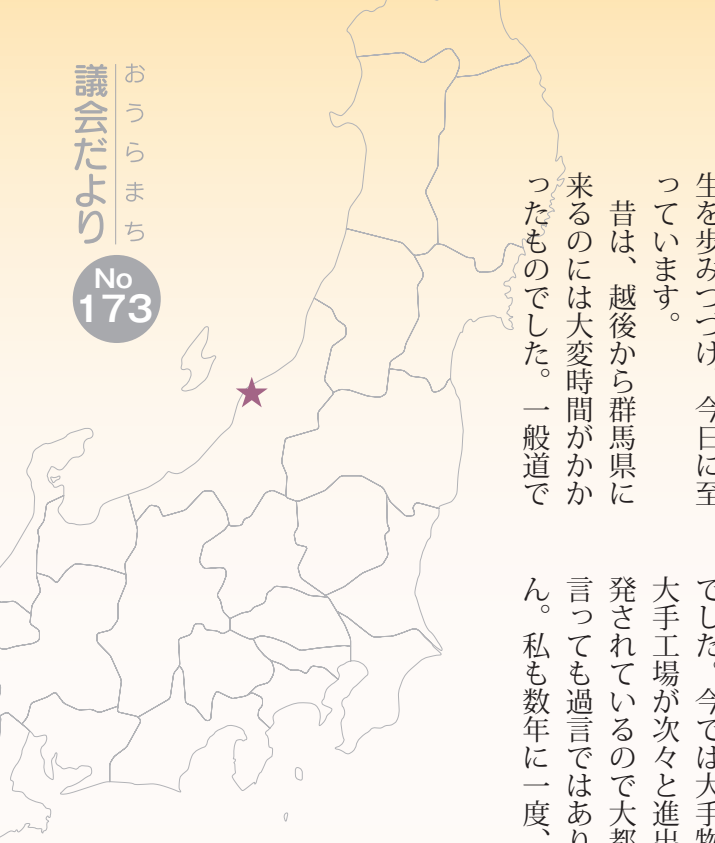 生を歩みつづけ、今日に至
っています。
昔は、越後から群馬県に
来るのには大変時間がかか
ったものでした。一般道で
でした。今では大手物
大手工場が次々と進出
発されているので大都
言っても過言ではあり
ん。私も数年に一度、
おうらまち
議会だより
No
173